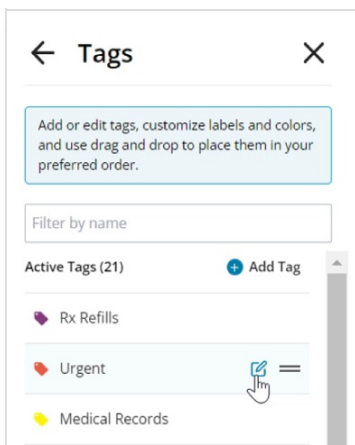 Tags
Add or edit tags, customize labels and colors,
and use drag and drop to place them in your
preferred order.
Filter by name
Active Tags (21) Add Tag
Rx Refills
Urgent
Medical Records